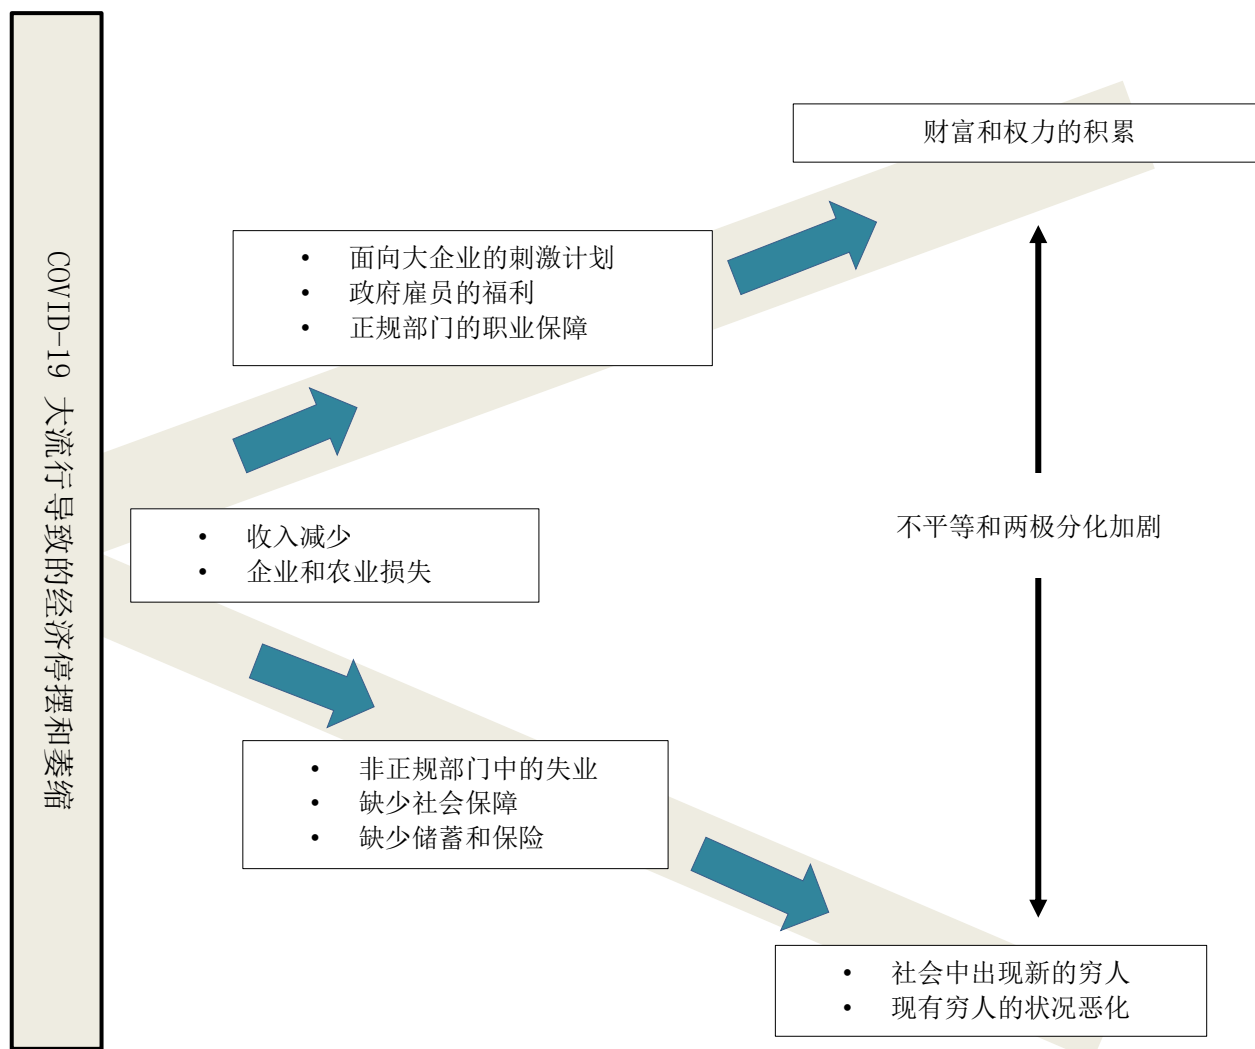 COVID-19 大流行导致的经济停摆和萎缩
财富和权力的积累
• 面向大企业的刺激计划
• 政府雇员的福利
• 正规部门的职业保障
• 收入减少
• 企业和农业损失
不平等和两极分化加剧
• 非正规部门中的失业
• 缺少社会保障
• 缺少储蓄和保险
• 社会中出现新的穷人
• 现有穷人的状况恶化